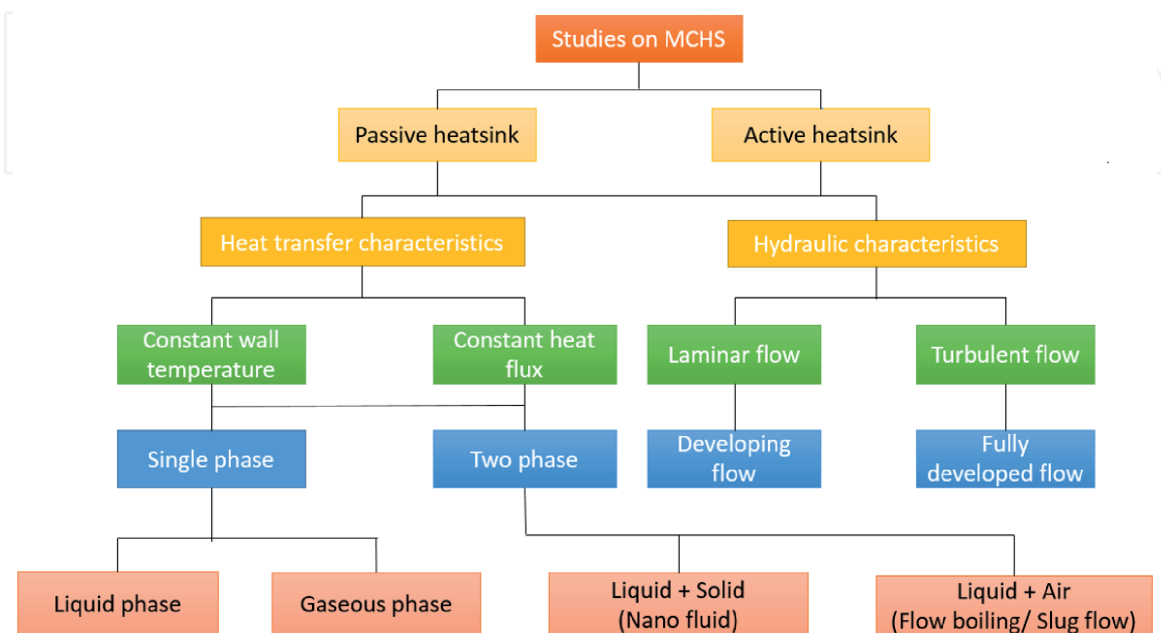 Studies on MCHS
Passive heatsink
Active heatsink
Heat transfer characteristics
Hydraulic characteristics
Constant wall
temperature
Constant heat
flux
Laminar flow
Turbulent flow
Single phase
Two phase
Developing
flow
Fully
developed flow
Liquid phase
Gaseous phase
Liquid + Solid
(Nano fluid)
Liquid + Air
(Flow boiling/ Slug flow)